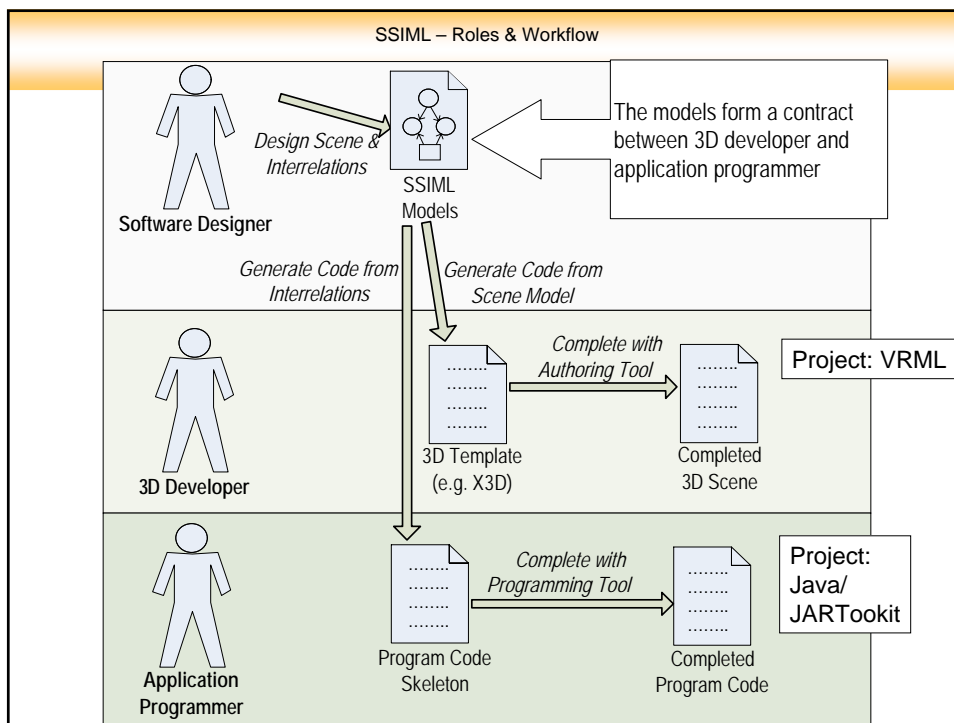 SSIML – Roles & Workflow
Design Scene &
Interrelations
SSIML
Models
The models form a contract
between 3D developer and
application programmer
Software Designer
Generate Code from
Interrelations
Generate Code from
Scene Model
........
........
........
........
3D Template
(e.g. X3D)
Complete with
Authoring Tool
........
........
........
........
Completed
3D Scene
Project: VRML
3D Developer
........
........
........
........
Program Code
Skeleton
Complete with
Programming Tool
........
........
........
........
Completed
Program Code
Project:
Java/
JARTookit
Application
Programmer